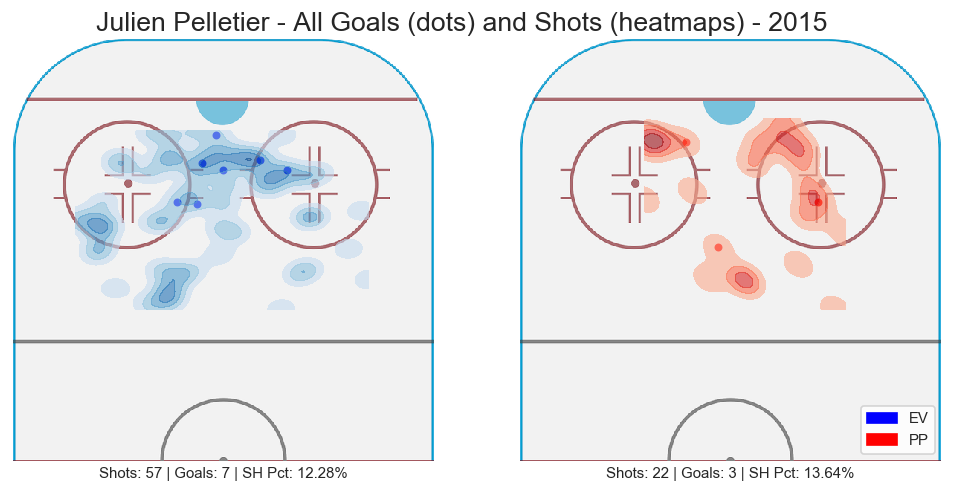 Julien Pelletier - All Goals (dots) and Shots (heatmaps) - 2015
EV
PP
Shots: 57 | Goals: 7 | SH Pct: 12.28%
Shots: 22 | Goals: 3 | SH Pct: 13.64%